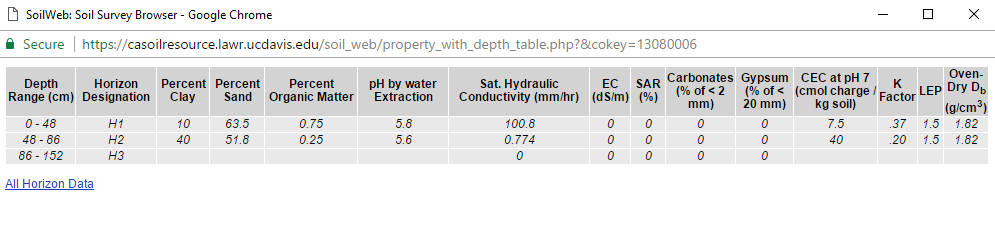 SoilWeb: Soil Survey Browser - Google Chrome
Secure | https://casoilresource.lawr.ucdavis.edu/soil_web/property_with_depth_table.php?&cokey=13080006
Depth Range (cm) Horizon Designation Percent Clay Percent Sand Percent Organic Matter pH by water Extraction Sat. Hydraulic Conductivity (mm/hr) EC (dS/m) SAR (%) Carbonates (% of < 2 mm) Gypsum (% of < 20 mm) CEC at pH 7 (cmol charge / kg soil) K Factor LEP Oven-Dry Db (g/cm3)
0 - 48 H1 10 63.5 0.75 5.8 100.8 0 0 0 0 7.5 .37 1.5 1.82
48 - 86 H2 40 51.8 0.25 5.6 0.774 0 0 0 0 40 .20 1.5 1.82
86 - 152 H3 0 0 0 0 0
All Horizon Data